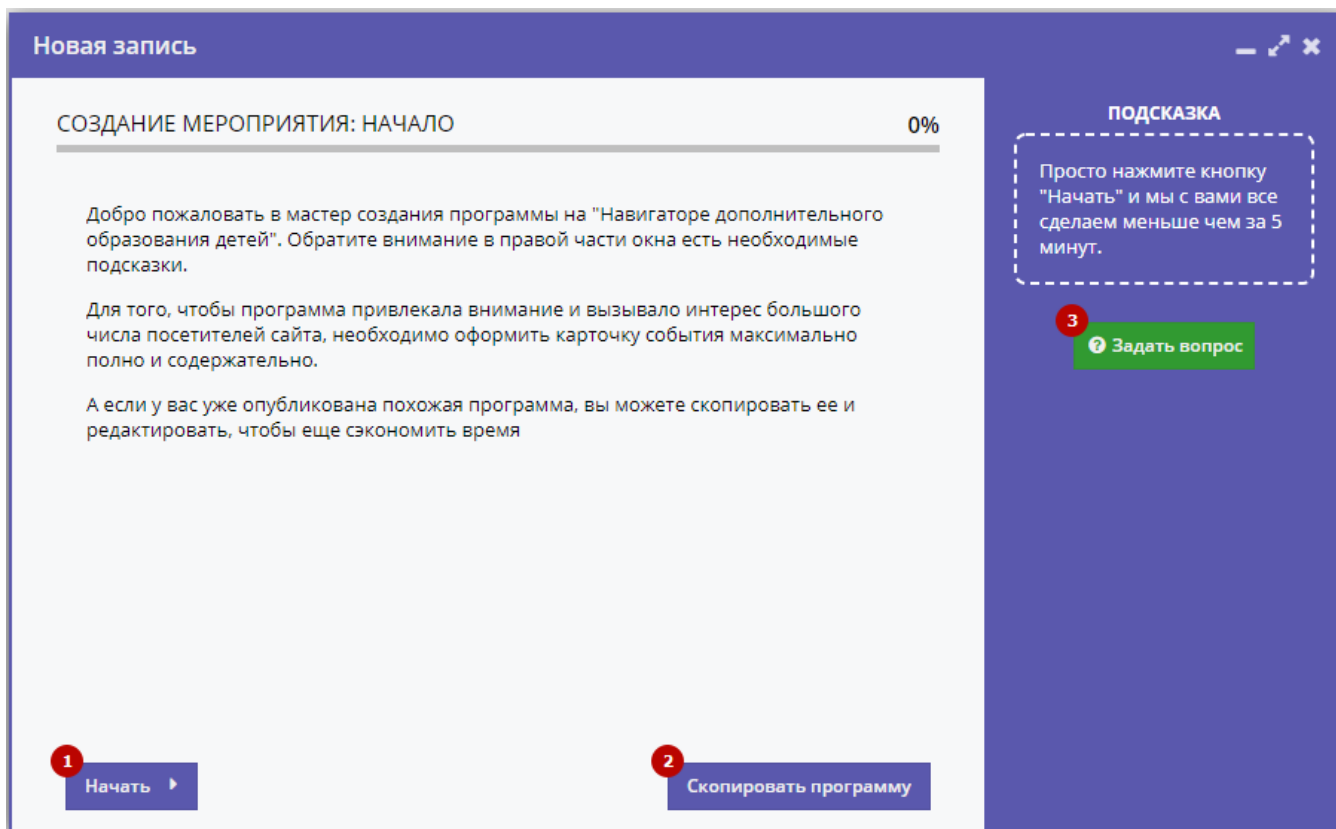 Новая запись
СОЗДАНИЕ МЕРОПРИЯТИЯ: НАЧАЛО
0%
Добро пожаловать в мастер создания программы на "Навигаторе дополнительного
образования детей". Обратите внимание в правой части окна есть необходимые
подсказки.
Для того, чтобы программа привлекала внимание и вызывало интерес большого
числа посетителей сайта, необходимо оформить карточку события максимально
полно и содержательно.
А если у вас уже опубликована похожая программа, вы можете скопировать ее и
редактировать, чтобы еще сэкономить время
1
Начать
2
Скопировать программу
ПОДСКАЗКА
Просто нажмите кнопку
"Начать" и мы с вами все
сделаем меньше чем за 5
минут.
3
Задать вопрос